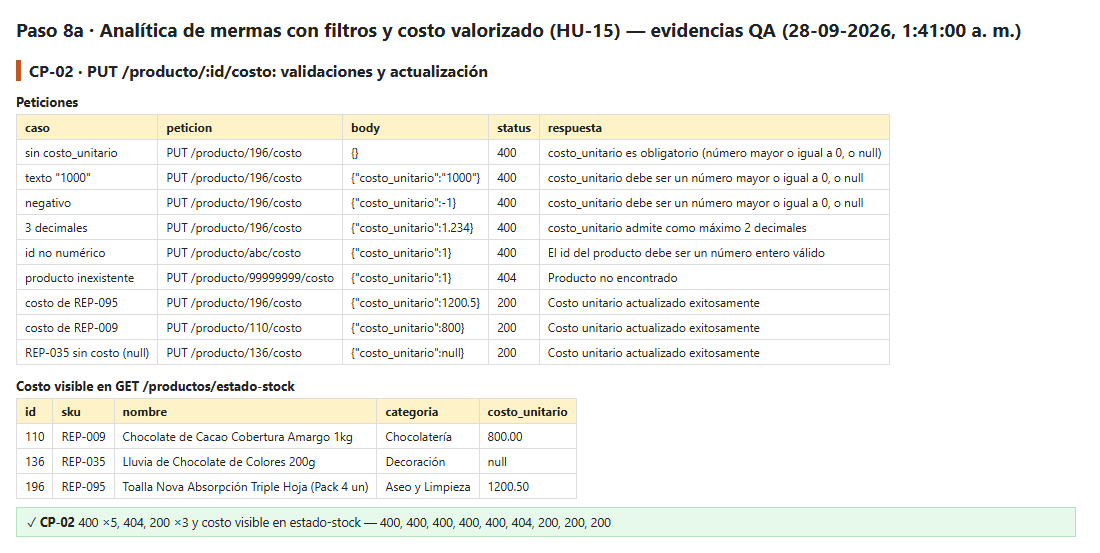 Paso 8a · Analítica de mermas con filtros y costo valorizado (HU-15) — evidencias QA (28-09-2026, 1:41:00 a. m.)
CP-02 · PUT /producto/:id/costo: validaciones y actualización
Peticiones
caso peticion body status respuesta
sin costo_unitario PUT /producto/196/costo {} 400 costo_unitario es obligatorio (número mayor o igual a 0, o null)
texto "1000" PUT /producto/196/costo {"costo_unitario":"1000"} 400 costo_unitario debe ser un número mayor o igual a 0, o null
negativo PUT /producto/196/costo {"costo_unitario":-1} 400 costo_unitario debe ser un número mayor o igual a 0, o null
3 decimales PUT /producto/196/costo {"costo_unitario":1.234} 400 costo_unitario admite como máximo 2 decimales
id no numérico PUT /producto/abc/costo {"costo_unitario":1} 400 El id del producto debe ser un número entero válido
producto inexistente PUT /producto/99999999/costo {"costo_unitario":1} 404 Producto no encontrado
costo de REP-095 PUT /producto/196/costo {"costo_unitario":1200.5} 200 Costo unitario actualizado exitosamente
costo de REP-009 PUT /producto/110/costo {"costo_unitario":800} 200 Costo unitario actualizado exitosamente
REP-035 sin costo (null) PUT /producto/136/costo {"costo_unitario":null} 200 Costo unitario actualizado exitosamente
Costo visible en GET /productos/estado-stock
id sku nombre categoria costo_unitario
110 REP-009 Chocolate de Cacao Cobertura Amargo 1kg Chocolatería 800.00
136 REP-035 Lluvia de Chocolate de Colores 200g Decoración null
196 REP-095 Toalla Nova Absorpción Triple Hoja (Pack 4 un) Aseo y Limpieza 1200.50
✓ CP-02 400 ×5, 404, 200 ×3 y costo visible en estado-stock — 400, 400, 400, 400, 400, 404, 200, 200, 200